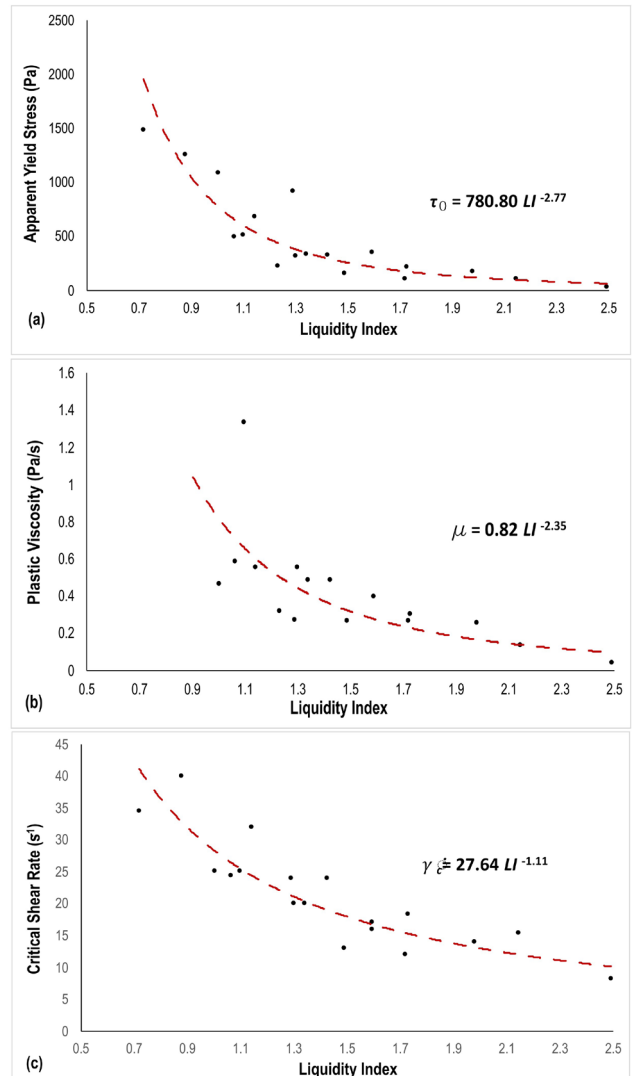 2500
2000
1500
1000
500
0
Apparent Yield Stress (Pa)
τ0 = 780.80 LI -2.77
0.5 0.7 0.9 1.1 1.3 1.5 1.7 1.9 2.1 2.3 2.5
Liquidity Index
(a)
1.6
1.4
1.2
1
0.8
0.6
0.4
0.2
0
Plastic Viscosity (Pa/s)
μ = 0.82 LI -2.35
0.5 0.7 0.9 1.1 1.3 1.5 1.7 1.9 2.1 2.3 2.5
Liquidity Index
(b)
45
40
35
30
25
20
15
10
5
0
Critical Shear Rate (s-1)
γ = 27.64 LI -1.11
0.5 0.7 0.9 1.1 1.3 1.5 1.7 1.9 2.1 2.3 2.5
Liquidity Index
(c)